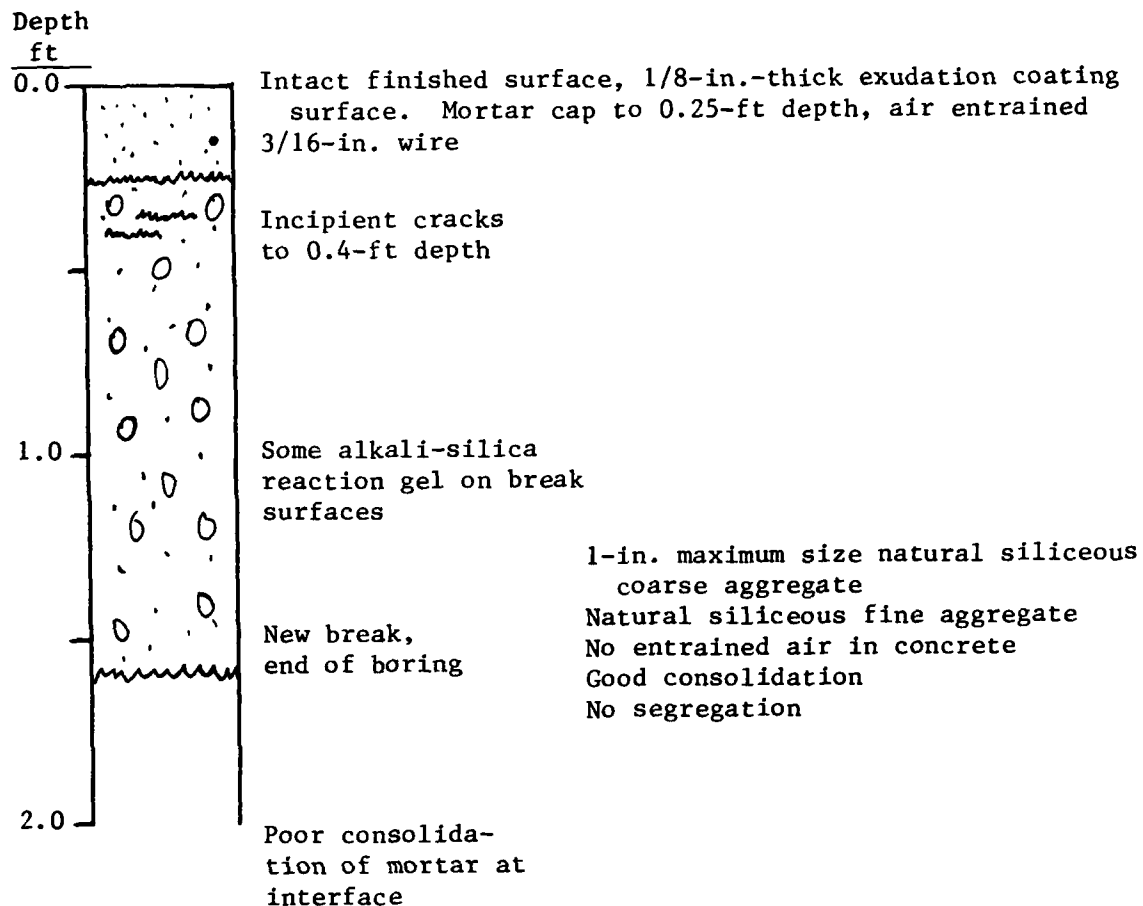 Depth
ft
0.0
Intact finished surface, 1/8-in.-thick exudation coating
surface. Mortar cap to 0.25-ft depth, air entrained
3/16-in. wire
Incipient cracks
to 0.4-ft depth
1.0
Some alkali-silica
reaction gel on break
surfaces
1-in. maximum size natural siliceous
coarse aggregate
Natural siliceous fine aggregate
No entrained air in concrete
Good consolidation
No segregation
New break,
end of boring
2.0
Poor consolida-
tion of mortar at
interface